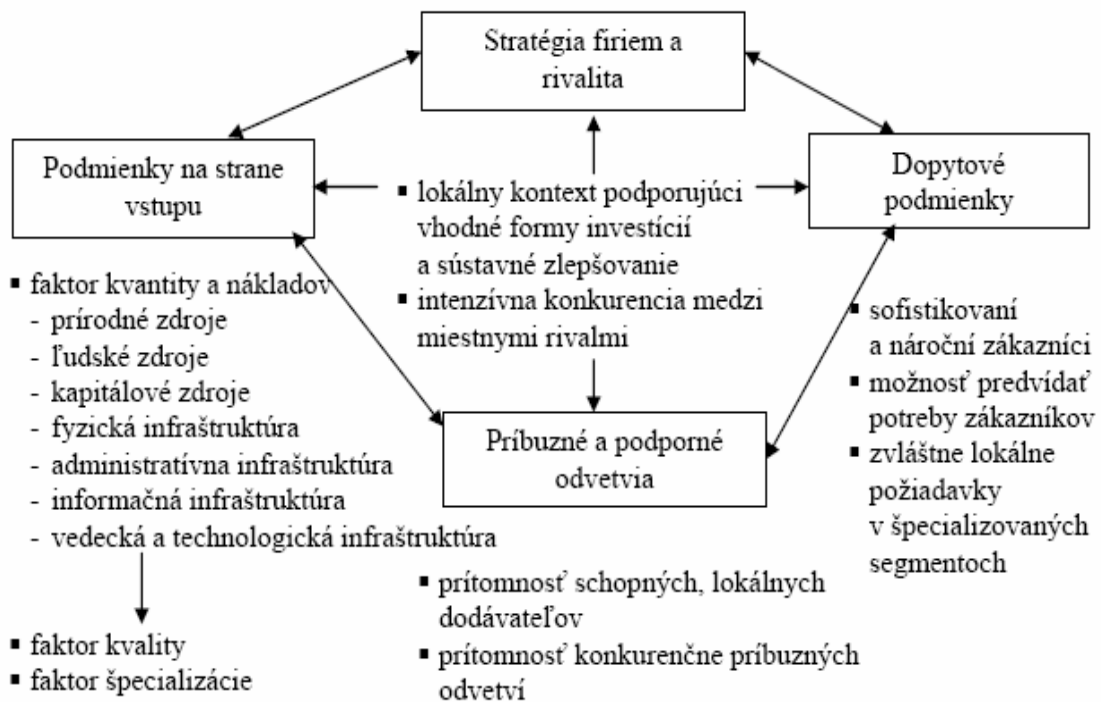 Stratégia firiem a
rivalita
Podmienky na strane
vstupu
Dopytové
podmienky
▪ lokálny kontext podporujúci
vhodné formy investícií
a sústavné zlepšovanie
▪ intenzívna konkurencia medzi
miestnymi rivalmi
▪ faktor kvantity a nákladov
- prírodné zdroje
- ľudské zdroje
- kapitálové zdroje
- fyzická infraštruktúra
- administratívna infraštruktúra
- informačná infraštruktúra
- vedecká a technologická infraštruktúra
▪ faktor kvality
▪ faktor špecializácie
Príbuzné a podporné
odvetvia
▪ prítomnosť schopných, lokálnych
dodávateľov
▪ prítomnosť konkurenčne príbuzných
odvetví
▪ sofistikovaní
a nároční zákazníci
▪ možnosť predvídať
potreby zákazníkov
▪ zvláštne lokálne
požiadavky
v špecializovaných
segmentoch